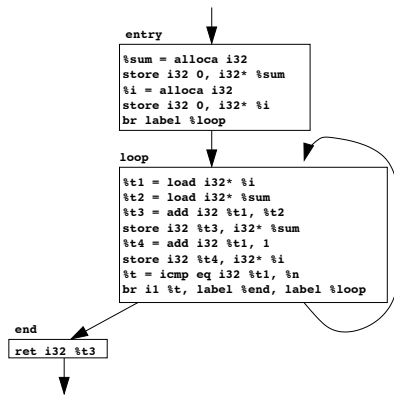 entry
%sum = alloca i32
store i32 0, i32* %sum
%i = alloca i32
store i32 0, i32* %i
br label %loop
loop
%t1 = load i32* %i
%t2 = load i32* %sum
%t3 = add i32 %t1, %t2
store i32 %t3, i32* %sum
%t4 = add i32 %t1, 1
store i32 %t4, i32* %i
%t = icmp eq i32 %t1, %n
br i1 %t, label %end, label %loop
end
ret i32 %t3